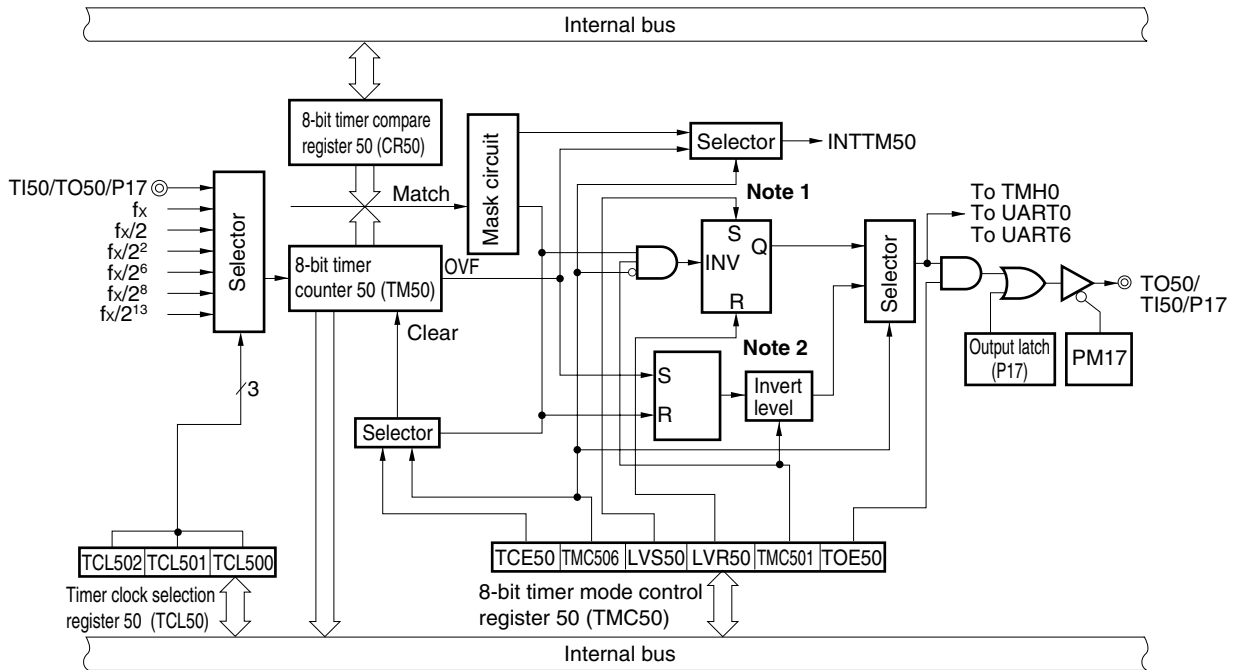 Internal bus
8-bit timer compare
register 50 (CR50)
Mask circuit
Selector
INTTM50
TI50/TO50/P17
fx
fx/2
fx/2²
fx/2⁶
fx/2⁸
fx/2¹³
Selector
Match
Note 1
S
Q
INV
R
Selector
To TMH0
To UART0
To UART6
8-bit timer
counter 50 (TM50)
OVF
Clear
TO50/
TI50/P17
Note 2
Output latch
(P17)
PM17
S
R
Invert
level
3
Selector
TCL502 TCL501 TCL500
Timer clock selection
register 50 (TCL50)
TCE50 TMC506 LVS50 LVR50 TMC501 TOE50
8-bit timer mode control
register 50 (TMC50)
Internal bus